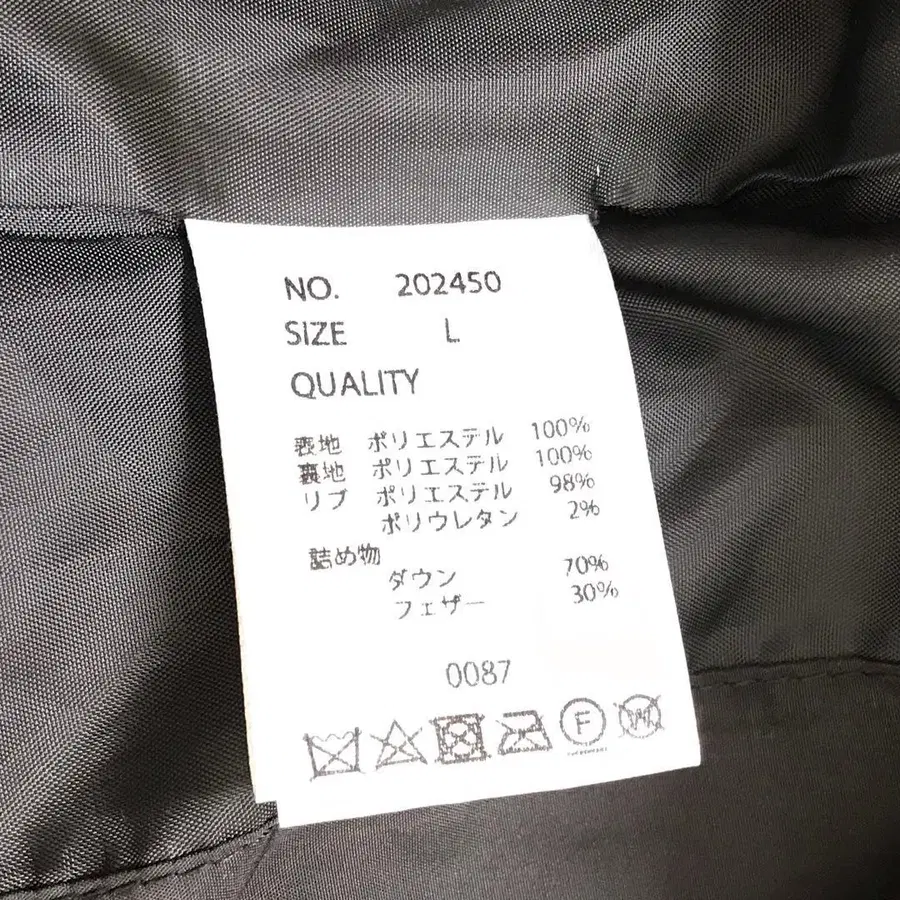 NO. 202450
SIZE L
QUALITY
表地 ポリエステル 100%
裏地 ポリエステル 100%
リブ ポリエステル 98%
ポリウレタン 2%
詰め物
ダウン 70%
フェザー 30%
0087
F
W